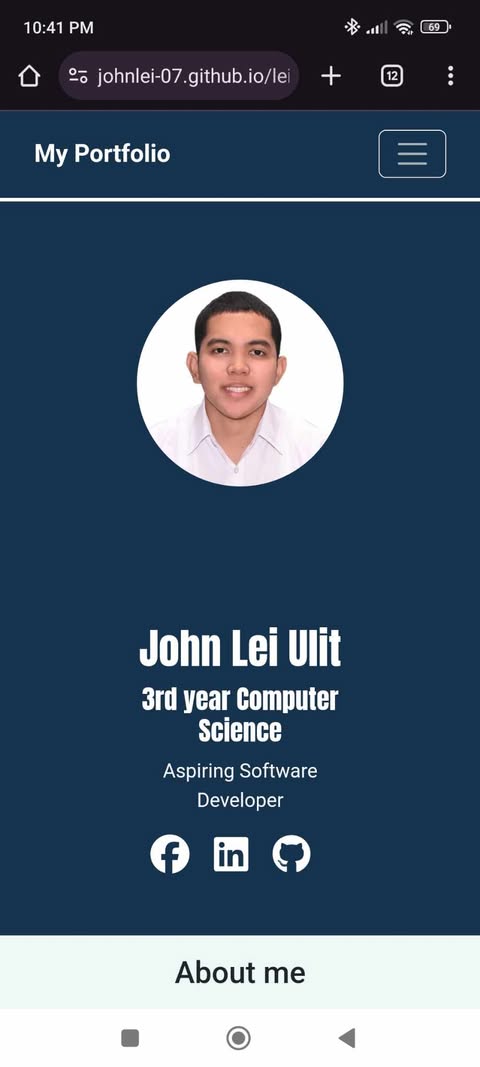 10:41 PM
69
johnlei-07.github.io/lei
12
My Portfolio
John Lei Ulit
3rd year Computer
Science
Aspiring Software
Developer
in
About me